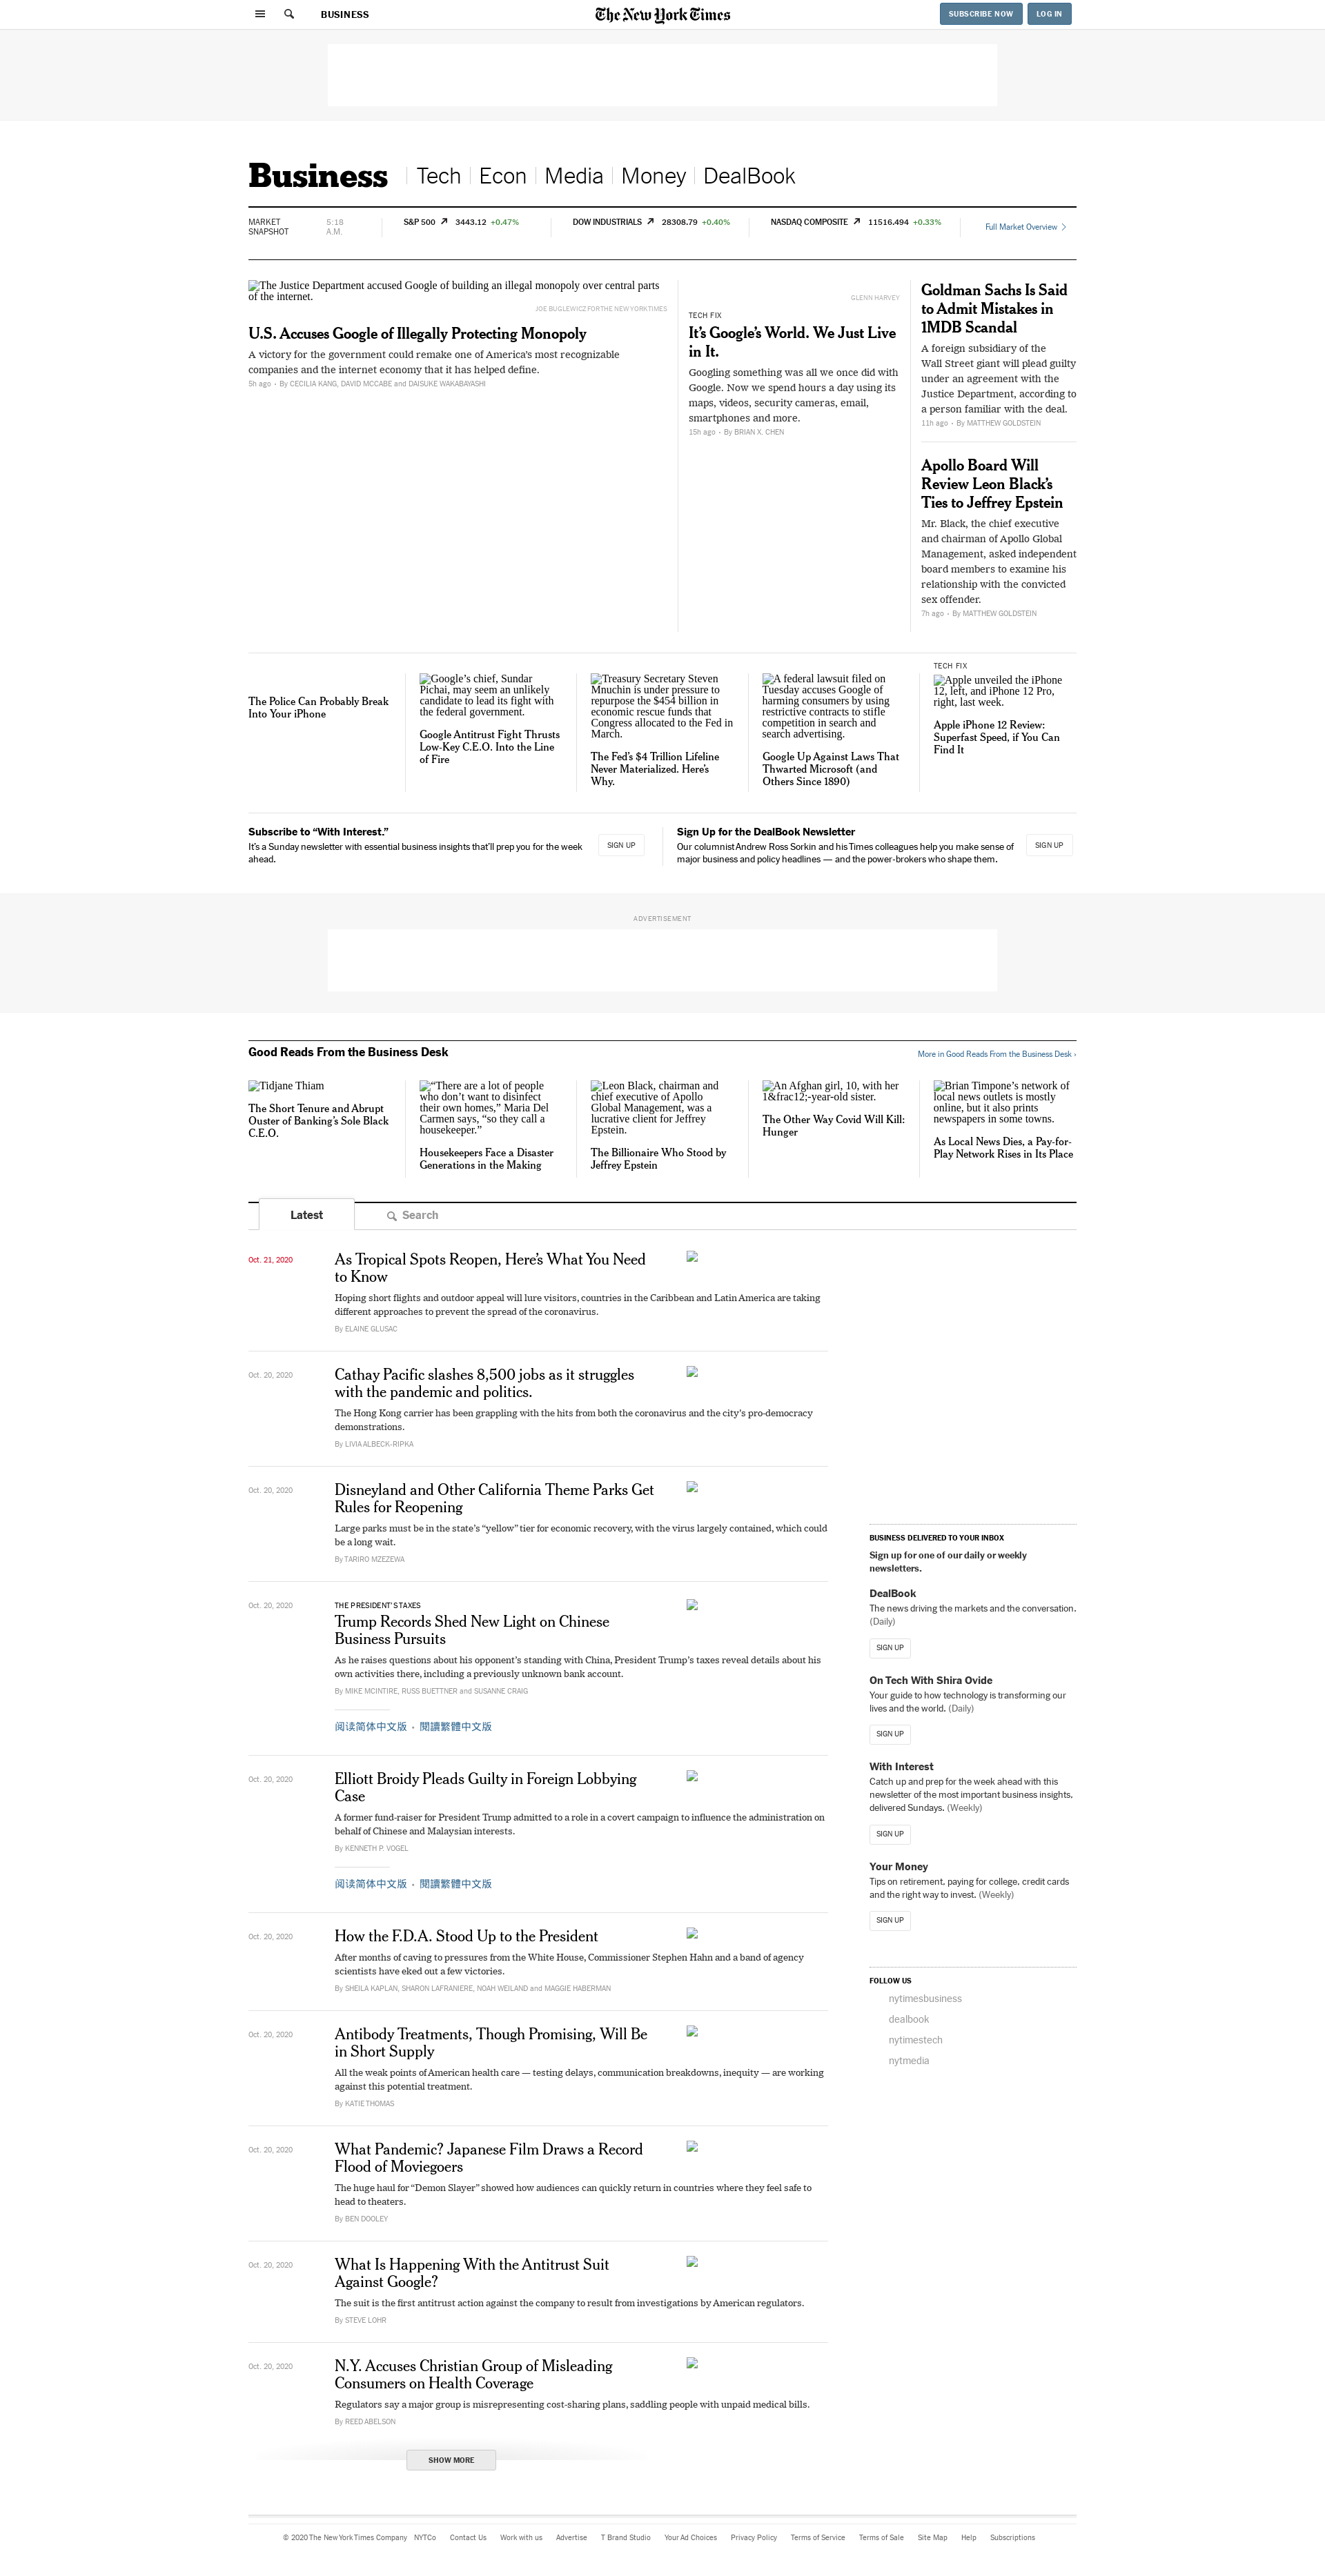 BUSINESS
The New York Times
SUBSCRIBE NOW
LOG IN
Business
Tech
Econ
Media
Money
DealBook
MARKET
SNAPSHOT
5:18
A.M.
S&P 500 3443.12 +0.47%
DOW INDUSTRIALS 28308.79 +0.40%
NASDAQ COMPOSITE 11516.494 +0.33%
Full Market Overview
The Justice Department accused Google of building an illegal monopoly over central parts
of the internet.
JOE BUGLEWICZ FOR THE NEW YORK TIMES
U.S. Accuses Google of Illegally Protecting Monopoly
A victory for the government could remake one of America's most recognizable
companies and the internet economy that it has helped define.
5h ago • By CECILIA KANG, DAVID MCCABE and DAISUKE WAKABAYASHI
GLENN HARVEY
TECH FIX
It's Google's World. We Just Live
in It.
Googling something was all we once did with
Google. Now we spend hours a day using its
maps, videos, security cameras, email,
smartphones and more.
15h ago • By BRIAN X. CHEN
Goldman Sachs Is Said
to Admit Mistakes in
1MDB Scandal
A foreign subsidiary of the
Wall Street giant will plead guilty
under an agreement with the
Justice Department, according to
a person familiar with the deal.
11h ago • By MATTHEW GOLDSTEIN
Apollo Board Will
Review Leon Black's
Ties to Jeffrey Epstein
Mr. Black, the chief executive
and chairman of Apollo Global
Management, asked independent
board members to examine his
relationship with the convicted
sex offender.
7h ago • By MATTHEW GOLDSTEIN
The Police Can Probably Break
Into Your iPhone
Google's chief, Sundar
Pichai, may seem an unlikely
candidate to lead its fight with
the federal government.
Google Antitrust Fight Thrusts
Low-Key C.E.O. Into the Line
of Fire
Treasury Secretary Steven
Mnuchin is under pressure to
repurpose the $454 billion in
economic rescue funds that
Congress allocated to the Fed in
March.
The Fed's $4 Trillion Lifeline
Never Materialized. Here's
Why.
A federal lawsuit filed on
Tuesday accuses Google of
harming consumers by using
restrictive contracts to stifle
competition in search and
search advertising.
Google Up Against Laws That
Thwarted Microsoft (and
Others Since 1890)
TECH FIX
Apple unveiled the iPhone
12, left, and iPhone 12 Pro,
right, last week.
Apple iPhone 12 Review:
Superfast Speed, if You Can
Find It
Subscribe to “With Interest.”
It's a Sunday newsletter with essential business insights that'll prep you for the week
ahead.
SIGN UP
Sign Up for the DealBook Newsletter
Our columnist Andrew Ross Sorkin and his Times colleagues help you make sense of
major business and policy headlines — and the power-brokers who shape them.
SIGN UP
ADVERTISEMENT
Good Reads From the Business Desk
More in Good Reads From the Business Desk ›
Tidjane Thiam
The Short Tenure and Abrupt
Ouster of Banking's Sole Black
C.E.O.
“There are a lot of people
who don't want to disinfect
their own homes,” Maria Del
Carmen says, “so they call a
housekeeper.”
Housekeepers Face a Disaster
Generations in the Making
Leon Black, chairman and
chief executive of Apollo
Global Management, was a
lucrative client for Jeffrey
Epstein.
The Billionaire Who Stood by
Jeffrey Epstein
An Afghan girl, 10, with her
1&frac12;-year-old sister.
The Other Way Covid Will Kill:
Hunger
Brian Timpone's network of
local news outlets is mostly
online, but it also prints
newspapers in some towns.
As Local News Dies, a Pay-for-
Play Network Rises in Its Place
Latest
Search
Oct. 21, 2020
As Tropical Spots Reopen, Here's What You Need
to Know
Hoping short flights and outdoor appeal will lure visitors, countries in the Caribbean and Latin America are taking
different approaches to prevent the spread of the coronavirus.
By ELAINE GLUSAC
Oct. 20, 2020
Cathay Pacific slashes 8,500 jobs as it struggles
with the pandemic and politics.
The Hong Kong carrier has been grappling with the hits from both the coronavirus and the city's pro-democracy
demonstrations.
By LIVIA ALBECK-RIPKA
Oct. 20, 2020
Disneyland and Other California Theme Parks Get
Rules for Reopening
Large parks must be in the state's “yellow” tier for economic recovery, with the virus largely contained, which could
be a long wait.
By TARIRO MZEZEWA
Oct. 20, 2020
THE PRESIDENT'S TAXES
Trump Records Shed New Light on Chinese
Business Pursuits
As he raises questions about his opponent's standing with China, President Trump's taxes reveal details about his
own activities there, including a previously unknown bank account.
By MIKE MCINTIRE, RUSS BUETTNER and SUSANNE CRAIG
阅读简体中文版 • 閱讀繁體中文版
Oct. 20, 2020
Elliott Broidy Pleads Guilty in Foreign Lobbying
Case
A former fund-raiser for President Trump admitted to a role in a covert campaign to influence the administration on
behalf of Chinese and Malaysian interests.
By KENNETH P. VOGEL
阅读简体中文版 • 閱讀繁體中文版
Oct. 20, 2020
How the F.D.A. Stood Up to the President
After months of caving to pressures from the White House, Commissioner Stephen Hahn and a band of agency
scientists have eked out a few victories.
By SHEILA KAPLAN, SHARON LAFRANIERE, NOAH WEILAND and MAGGIE HABERMAN
Oct. 20, 2020
Antibody Treatments, Though Promising, Will Be
in Short Supply
All the weak points of American health care — testing delays, communication breakdowns, inequity — are working
against this potential treatment.
By KATIE THOMAS
Oct. 20, 2020
What Pandemic? Japanese Film Draws a Record
Flood of Moviegoers
The huge haul for “Demon Slayer” showed how audiences can quickly return in countries where they feel safe to
head to theaters.
By BEN DOOLEY
Oct. 20, 2020
What Is Happening With the Antitrust Suit
Against Google?
The suit is the first antitrust action against the company to result from investigations by American regulators.
By STEVE LOHR
Oct. 20, 2020
N.Y. Accuses Christian Group of Misleading
Consumers on Health Coverage
Regulators say a major group is misrepresenting cost-sharing plans, saddling people with unpaid medical bills.
By REED ABELSON
SHOW MORE
BUSINESS DELIVERED TO YOUR INBOX
Sign up for one of our daily or weekly
newsletters.
DealBook
The news driving the markets and the conversation.
(Daily)
SIGN UP
On Tech With Shira Ovide
Your guide to how technology is transforming our
lives and the world. (Daily)
SIGN UP
With Interest
Catch up and prep for the week ahead with this
newsletter of the most important business insights,
delivered Sundays. (Weekly)
SIGN UP
Your Money
Tips on retirement, paying for college, credit cards
and the right way to invest. (Weekly)
SIGN UP
FOLLOW US
nytimesbusiness
dealbook
nytimestech
nytmedia
© 2020 The New York Times Company NYTCo Contact Us Work with us Advertise T Brand Studio Your Ad Choices Privacy Policy Terms of Service Terms of Sale Site Map Help Subscriptions